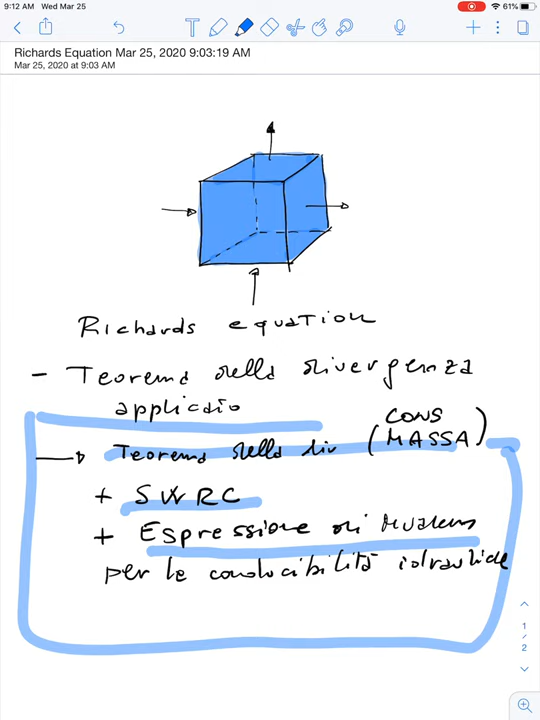 9:12 AM Wed Mar 25
61%
Richards Equation Mar 25, 2020 9:03:19 AM
Mar 25, 2020 at 9:03 AM
Richards equation
- Teorema della divergenza
applicato
→ Teorema della div (CONS MASSA)
+ SWRC
+ Espressione di Mualem
per le conducibilità idrauliche
1
/
2